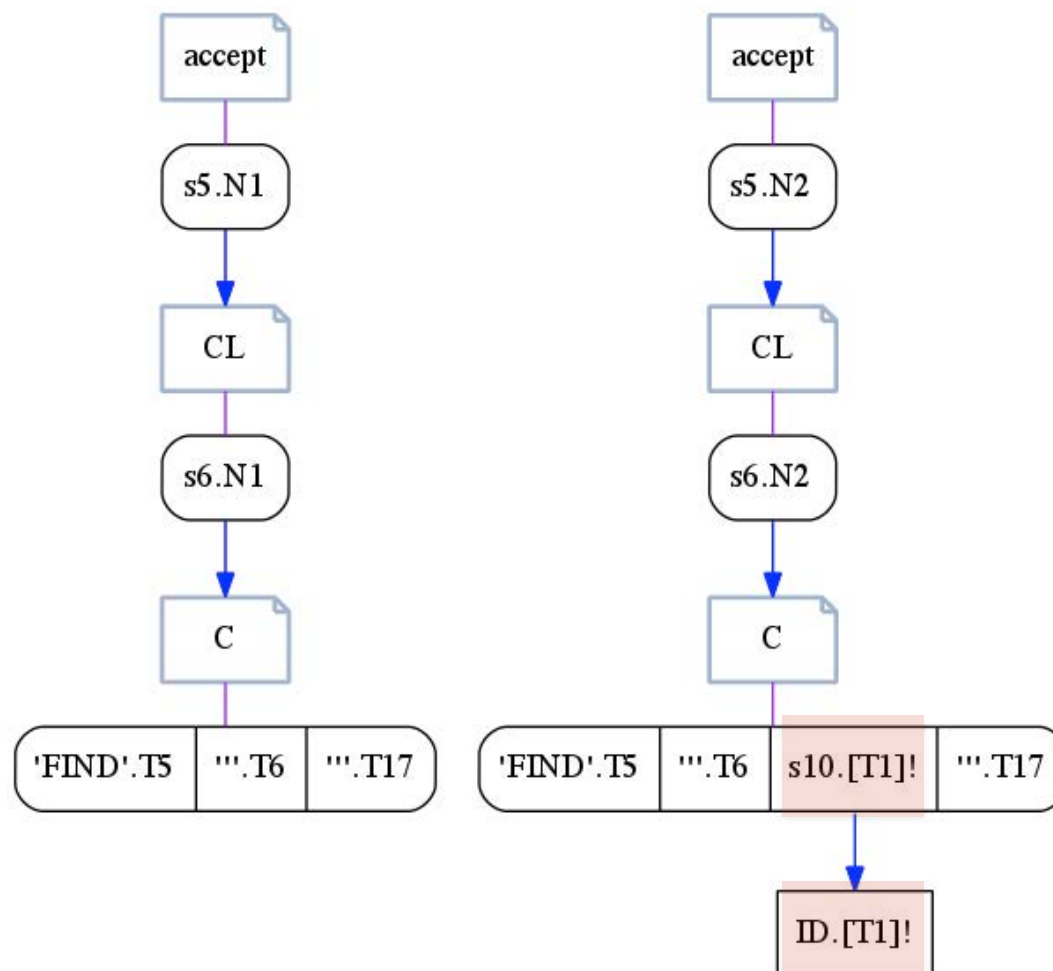 accept
s5.N1
CL
s6.N1
C
'FIND'.T5 '''.T6 '''.T17
accept
s5.N2
CL
s6.N2
C
'FIND'.T5 '''.T6 s10.[T1]! '''.T17
ID.[T1]!